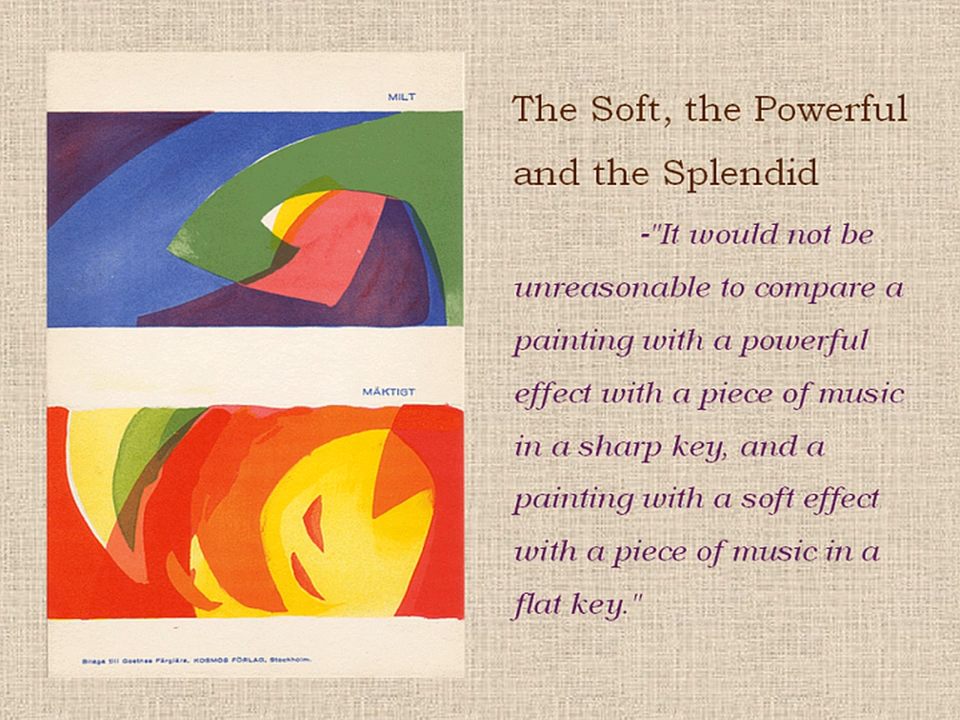 MILT
MÄKTIGT
Bilaga till Goethes Färglära, KOSMOS FÖRLAG, Stockholm.
The Soft, the Powerful
and the Splendid
-"It would not be
unreasonable to compare a
painting with a powerful
effect with a piece of music
in a sharp key, and a
painting with a soft effect
with a piece of music in a
flat key."